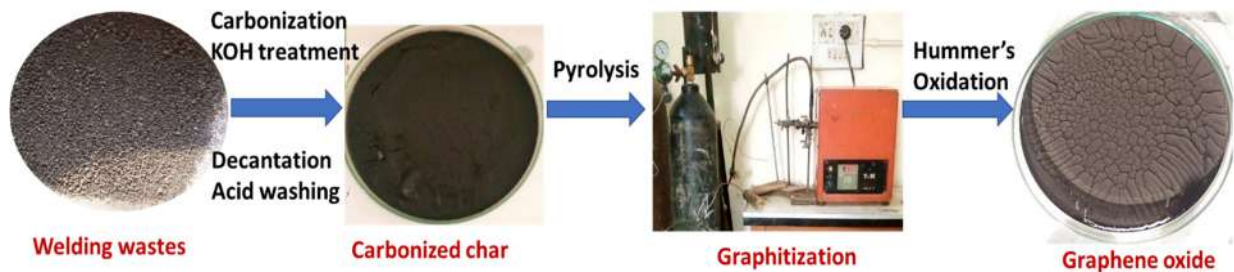 Carbonization
KOH treatment
Decantation
Acid washing
Pyrolysis
Hummer's
Oxidation
Welding wastes
Carbonized char
Graphitization
Graphene oxide